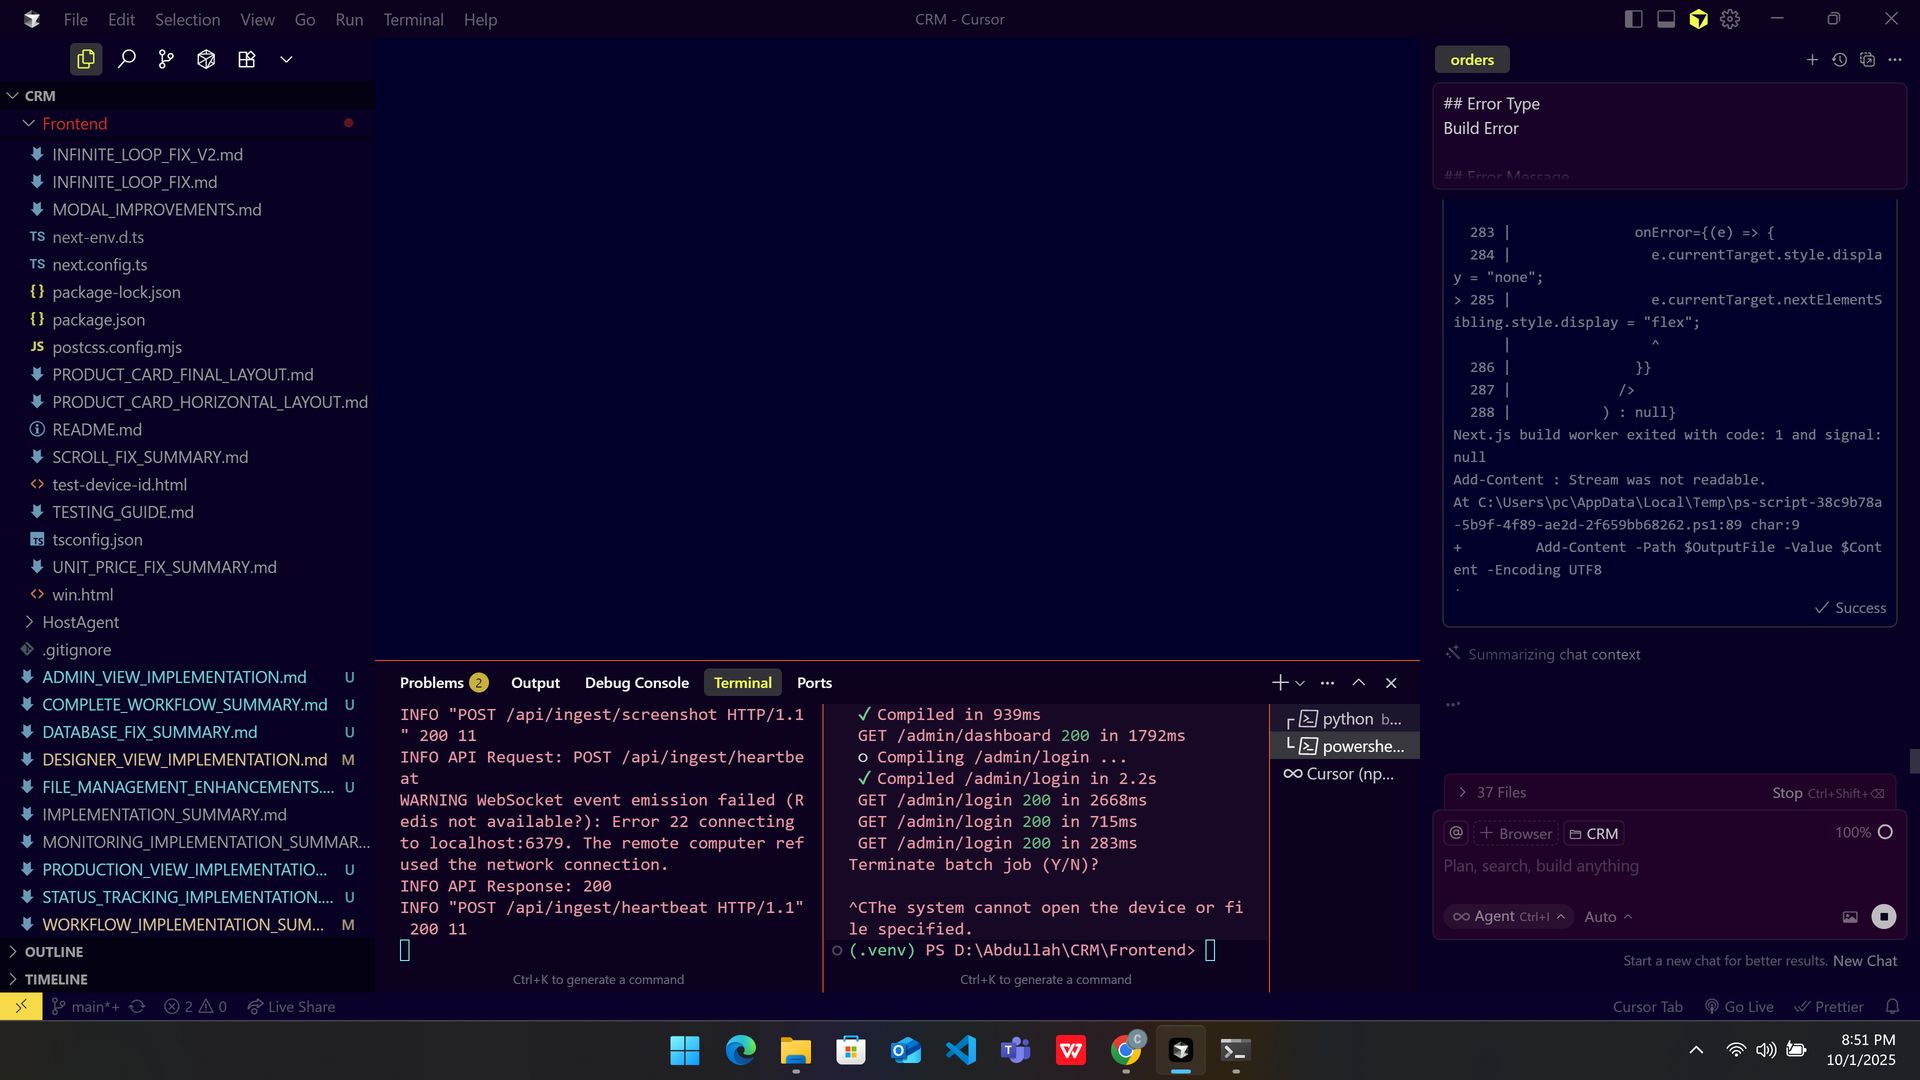 File Edit Selection View Go Run Terminal Help
CRM - Cursor
CRM
Frontend
INFINITE_LOOP_FIX_V2.md
INFINITE_LOOP_FIX.md
MODAL_IMPROVEMENTS.md
TS next-env.d.ts
TS next.config.ts
{} package-lock.json
{} package.json
JS postcss.config.mjs
PRODUCT_CARD_FINAL_LAYOUT.md
PRODUCT_CARD_HORIZONTAL_LAYOUT.md
README.md
SCROLL_FIX_SUMMARY.md
<> test-device-id.html
TESTING_GUIDE.md
TS tsconfig.json
UNIT_PRICE_FIX_SUMMARY.md
<> win.html
HostAgent
.gitignore
ADMIN_VIEW_IMPLEMENTATION.md U
COMPLETE_WORKFLOW_SUMMARY.md U
DATABASE_FIX_SUMMARY.md U
DESIGNER_VIEW_IMPLEMENTATION.md M
FILE_MANAGEMENT_ENHANCEMENTS.... U
IMPLEMENTATION_SUMMARY.md
MONITORING_IMPLEMENTATION_SUMMAR...
PRODUCTION_VIEW_IMPLEMENTATIO... U
STATUS_TRACKING_IMPLEMENTATION.... U
WORKFLOW_IMPLEMENTATION_SUM... M
OUTLINE
TIMELINE
Problems 2 Output Debug Console Terminal Ports
INFO "POST /api/ingest/screenshot HTTP/1.1
" 200 11
INFO API Request: POST /api/ingest/heartbe
at
WARNING WebSocket event emission failed (R
edis not available?): Error 22 connecting
to localhost:6379. The remote computer ref
used the network connection.
INFO API Response: 200
INFO "POST /api/ingest/heartbeat HTTP/1.1"
200 11
Ctrl+K to generate a command
✓ Compiled in 939ms
GET /admin/dashboard 200 in 1792ms
○ Compiling /admin/login ...
✓ Compiled /admin/login in 2.2s
GET /admin/login 200 in 2668ms
GET /admin/login 200 in 715ms
GET /admin/login 200 in 283ms
Terminate batch job (Y/N)?
^CThe system cannot open the device or fi
le specified.
(.venv) PS D:\Abdullah\CRM\Frontend>
Ctrl+K to generate a command
python b...
powershe...
Cursor (np...
orders
## Error Type
Build Error
## Error Message
283 | onError={(e) => {
284 | e.currentTarget.style.displa
y = "none";
> 285 | e.currentTarget.nextElementS
ibling.style.display = "flex";
| ^
286 | }}
287 | />
288 | ) : null}
Next.js build worker exited with code: 1 and signal:
null
Add-Content : Stream was not readable.
At C:\Users\pc\AppData\Local\Temp\ps-script-38c9b78a
-5b9f-4f89-ae2d-2f659bb68262.ps1:89 char:9
+ Add-Content -Path $OutputFile -Value $Cont
ent -Encoding UTF8
Success
Summarizing chat context
37 Files Stop Ctrl+Shift+⌫
@ + Browser CRM 100%
Plan, search, build anything
∞ Agent Ctrl+I Auto
Start a new chat for better results. New Chat
main*+ 2 0 Live Share
Cursor Tab Go Live Prettier
8:51 PM
10/1/2025